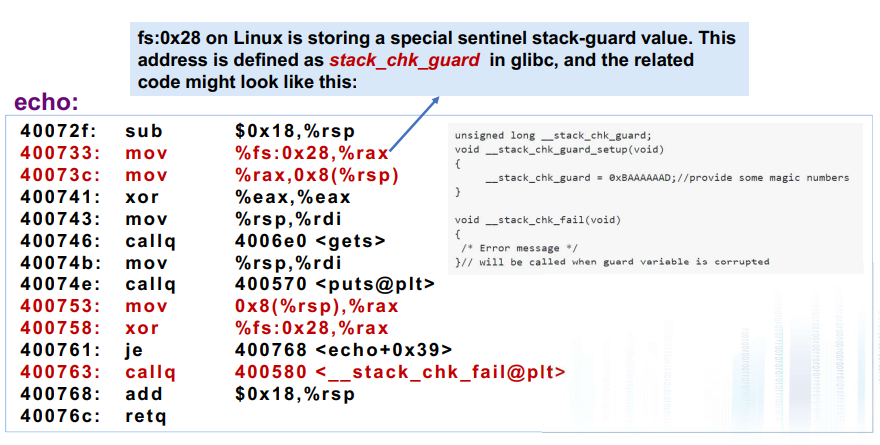 fs:0x28 on Linux is storing a special sentinel stack-guard value. This
address is defined as stack_chk_guard in glibc, and the related
code might look like this:
echo:
40072f: sub $0x18,%rsp
400733: mov %fs:0x28,%rax
40073c: mov %rax,0x8(%rsp)
400741: xor %eax,%eax
400743: mov %rsp,%rdi
400746: callq 4006e0 <gets>
40074b: mov %rsp,%rdi
40074e: callq 400570 <puts@plt>
400753: mov 0x8(%rsp),%rax
400758: xor %fs:0x28,%rax
400761: je 400768 <echo+0x39>
400763: callq 400580 <__stack_chk_fail@plt>
400768: add $0x18,%rsp
40076c: retq
unsigned long __stack_chk_guard;
void __stack_chk_guard_setup(void)
{
__stack_chk_guard = 0xBAAAAAAD;//provide some magic numbers
}
void __stack_chk_fail(void)
{
/* Error message */
}// will be called when guard variable is corrupted